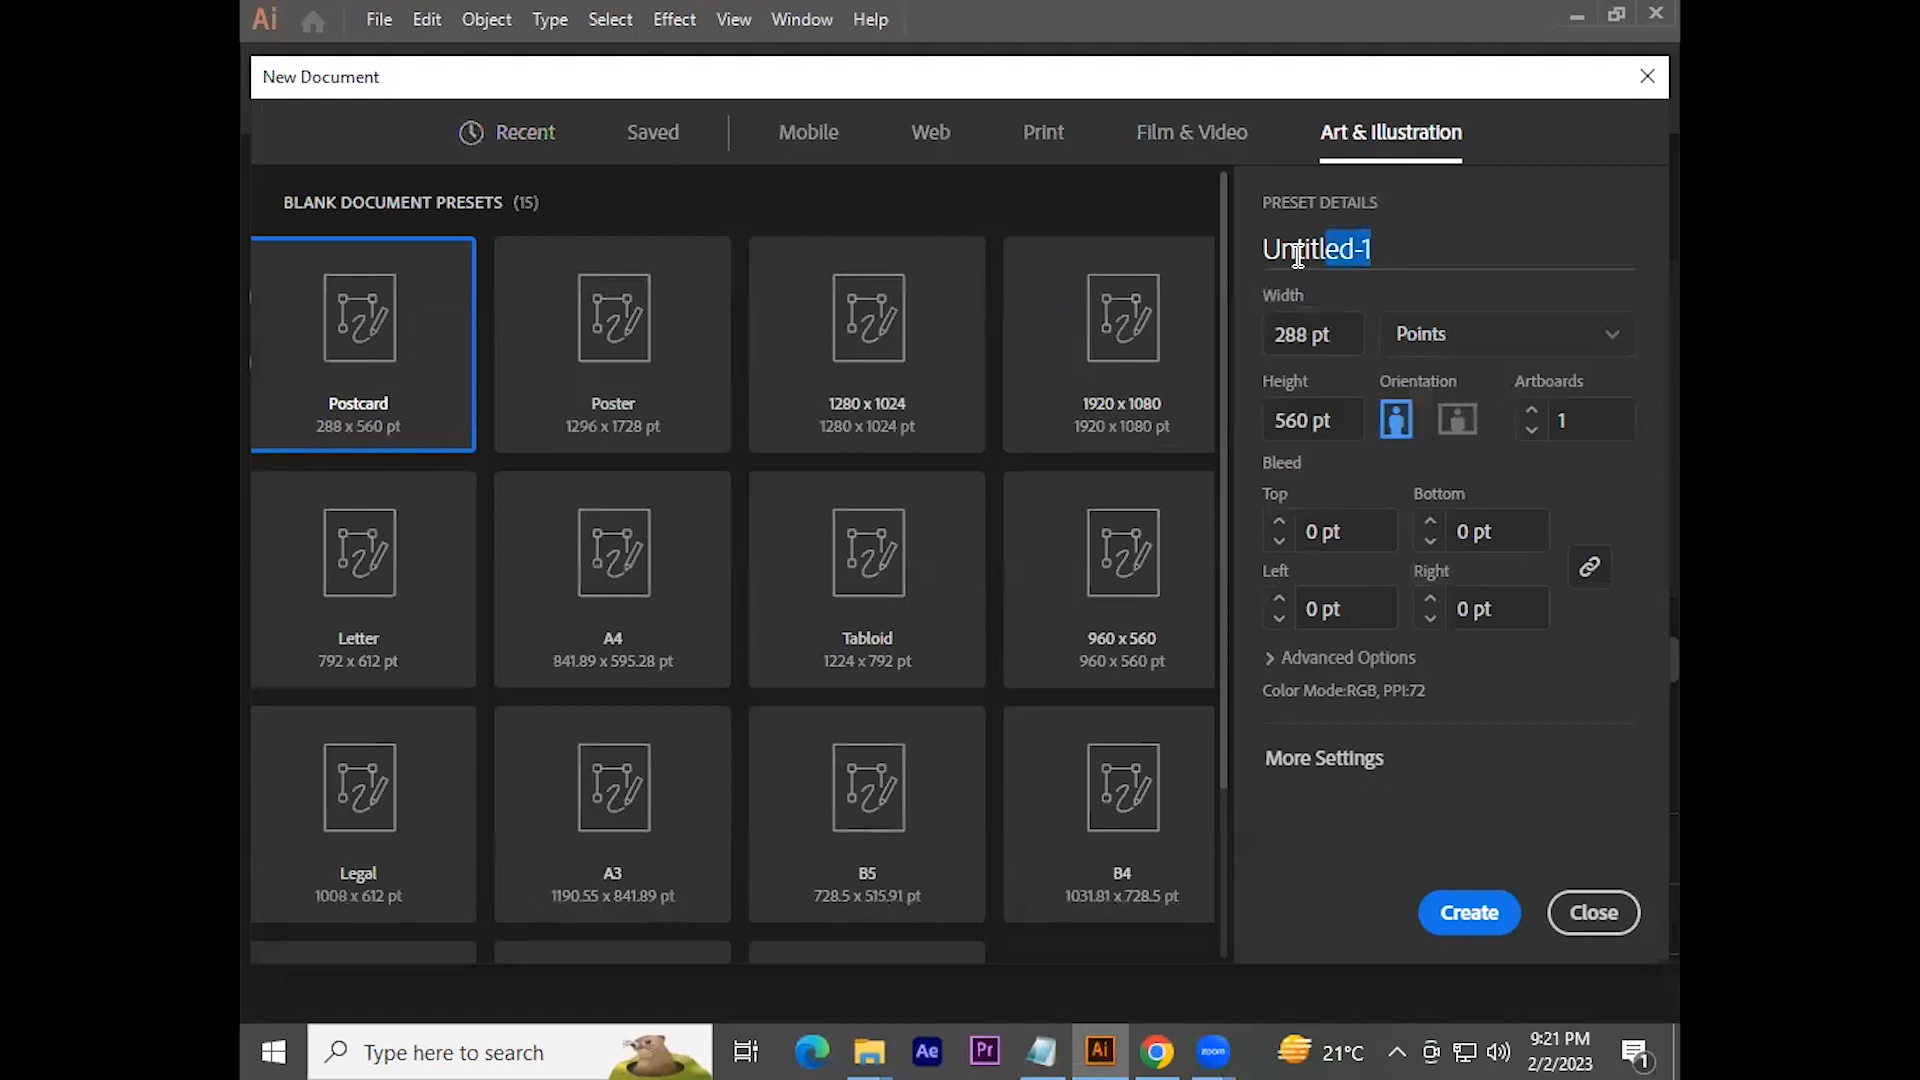 Ai File Edit Object Type Select Effect View Window Help
New Document
Recent Saved Mobile Web Print Film & Video Art & Illustration
BLANK DOCUMENT PRESETS (15)
Postcard
288 x 560 pt
Poster
1296 x 1728 pt
1280 x 1024
1280 x 1024 pt
1920 x 1080
1920 x 1080 pt
Letter
792 x 612 pt
A4
841.89 x 595.28 pt
Tabloid
1224 x 792 pt
960 x 560
960 x 560 pt
Legal
1008 x 612 pt
A3
1190.55 x 841.89 pt
B5
728.5 x 515.91 pt
B4
1031.81 x 728.5 pt
PRESET DETAILS
Untitled-1
Width
288 pt Points
Height Orientation Artboards
560 pt 1
Bleed
Top Bottom
0 pt 0 pt
Left Right
0 pt 0 pt
Advanced Options
Color Mode:RGB, PPI:72
More Settings
Create Close
Type here to search Ae Pr Ai zoom 21°C 9:21 PM
2/2/2023 1